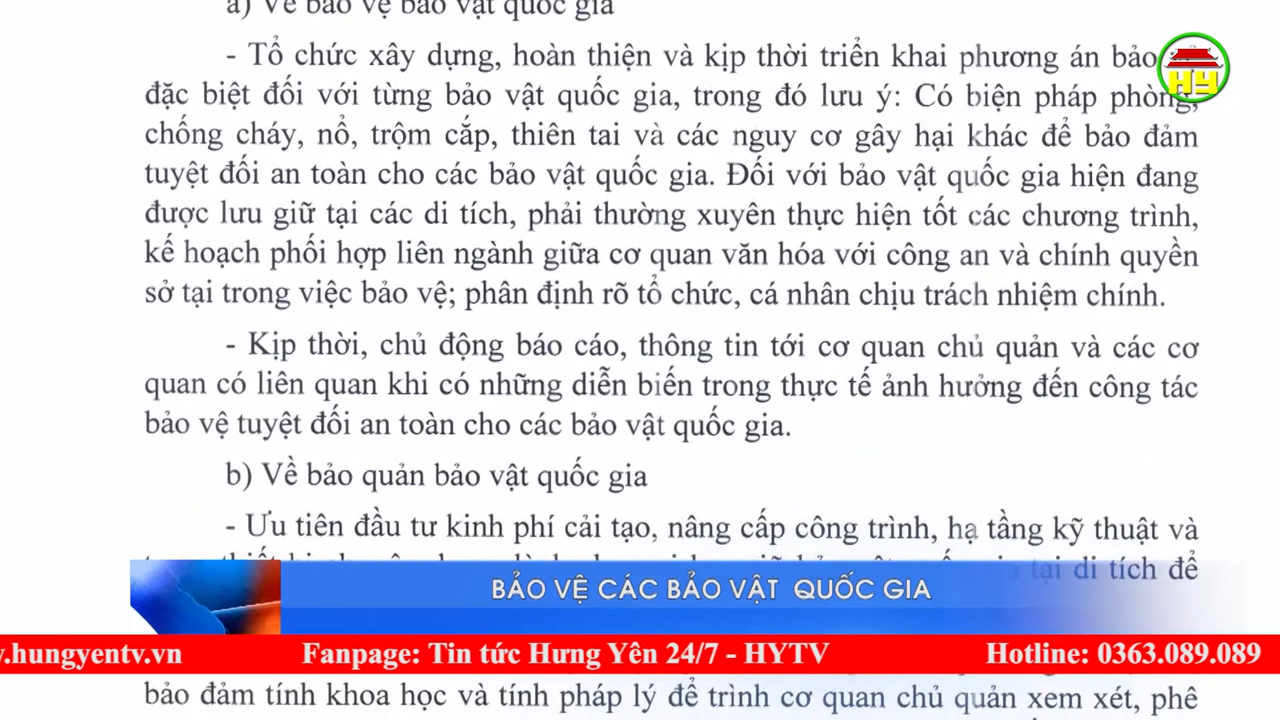 a) Về bảo vệ bảo vật quốc gia
- Tổ chức xây dựng, hoàn thiện và kịp thời triển khai phương án bảo
HY
đặc biệt đối với từng bảo vật quốc gia, trong đó lưu ý: Có biện pháp phòng,
chống cháy, nổ, trộm cắp, thiên tai và các nguy cơ gây hại khác để bảo đảm
tuyệt đối an toàn cho các bảo vật quốc gia. Đối với bảo vật quốc gia hiện đang
được lưu giữ tại các di tích, phải thường xuyên thực hiện tốt các chương trình,
kế hoạch phối hợp liên ngành giữa cơ quan văn hóa với công an và chính quyền
sở tại trong việc bảo vệ; phân định rõ tổ chức, cá nhân chịu trách nhiệm chính.
- Kịp thời, chủ động báo cáo, thông tin tới cơ quan chủ quản và các cơ
quan có liên quan khi có những diễn biến trong thực tế ảnh hưởng đến công tác
bảo vệ tuyệt đối an toàn cho các bảo vật quốc gia.
b) Về bảo quản bảo vật quốc gia
- Ưu tiên đầu tư kinh phí cải tạo, nâng cấp công trình, hạ tầng kỹ thuật và
tại di tích để
BẢO VỆ CÁC BẢO VẬT QUỐC GIA
.hungyentv.vn Fanpage: Tin tức Hưng Yên 24/7 - HYTV Hotline: 0363.089.089
bảo đảm tính khoa học và tính pháp lý để trình cơ quan chủ quản xem xét, phê